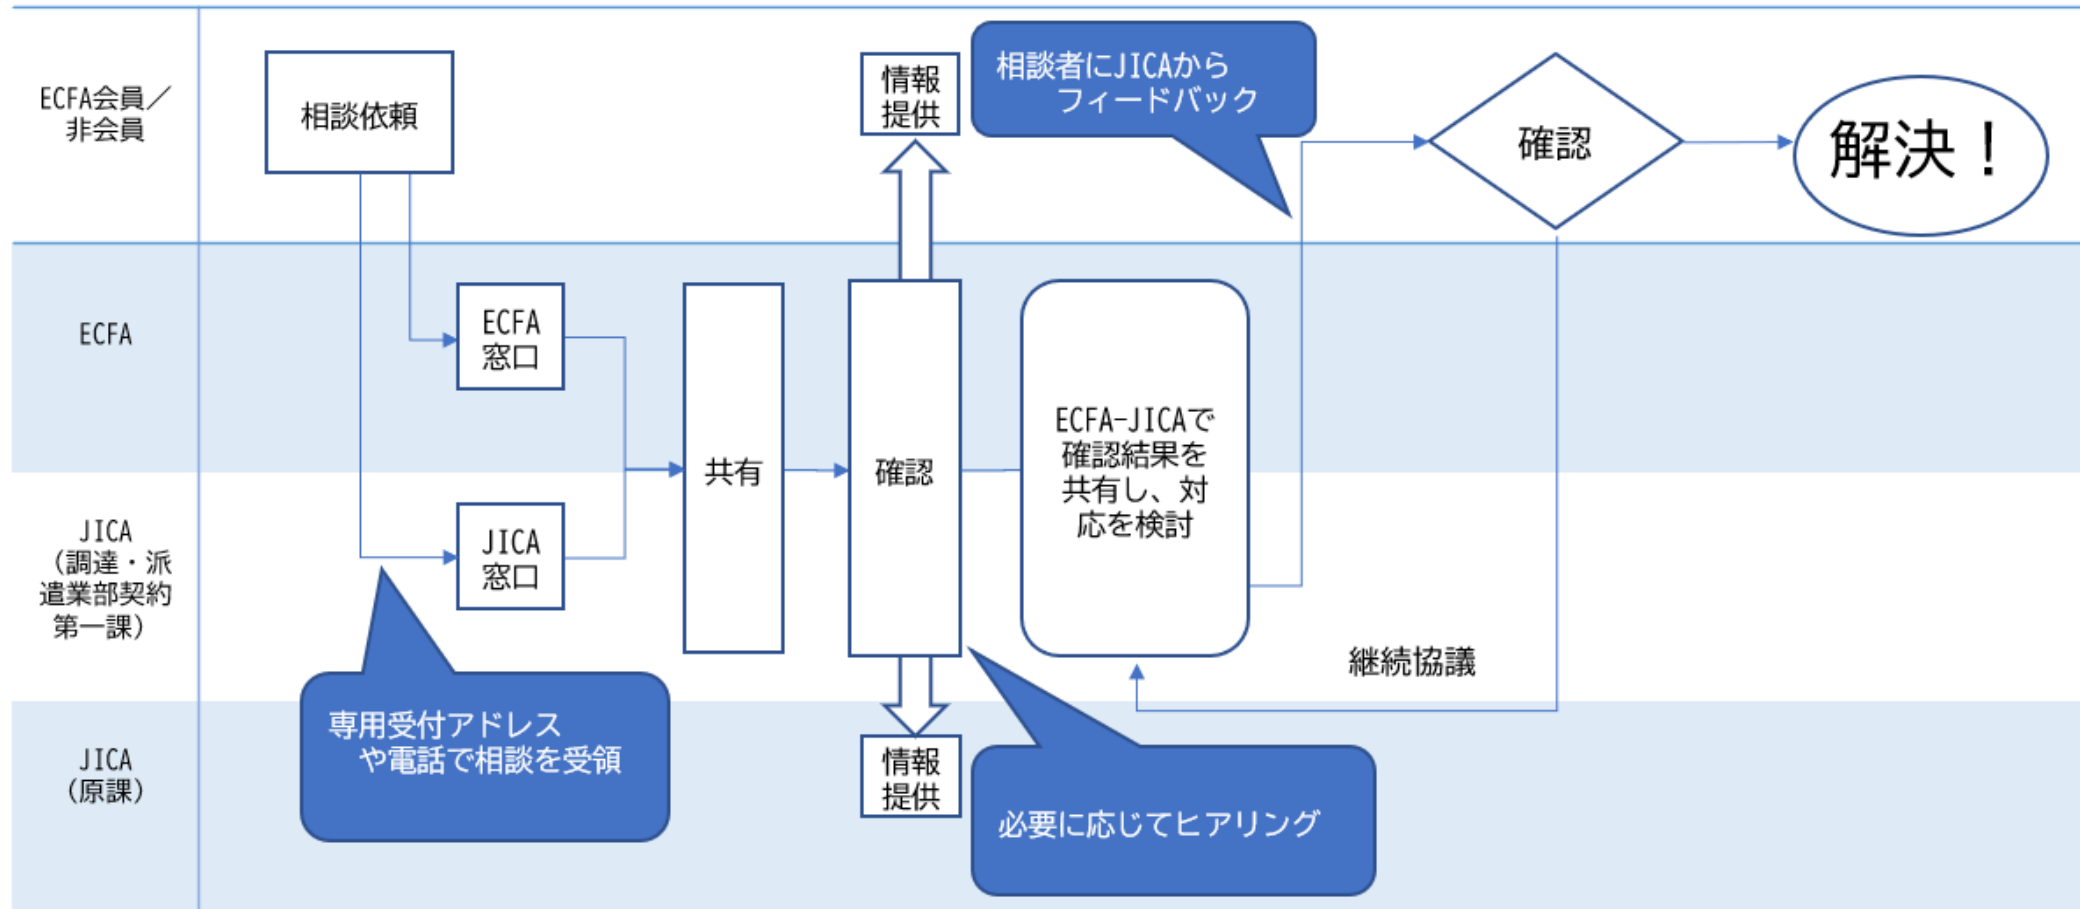 ECFA会員／
非会員
相談依頼
情報
提供
相談者にJICAから
フィードバック
確認
解決！
ECFA
ECFA
窓口
共有
確認
ECFA-JICAで
確認結果を
共有し、対
応を検討
JICA
（調達・派
遣業部契約
第一課）
JICA
窓口
継続協議
JICA
（原課）
専用受付アドレス
や電話で相談を受領
情報
提供
必要に応じてヒアリング